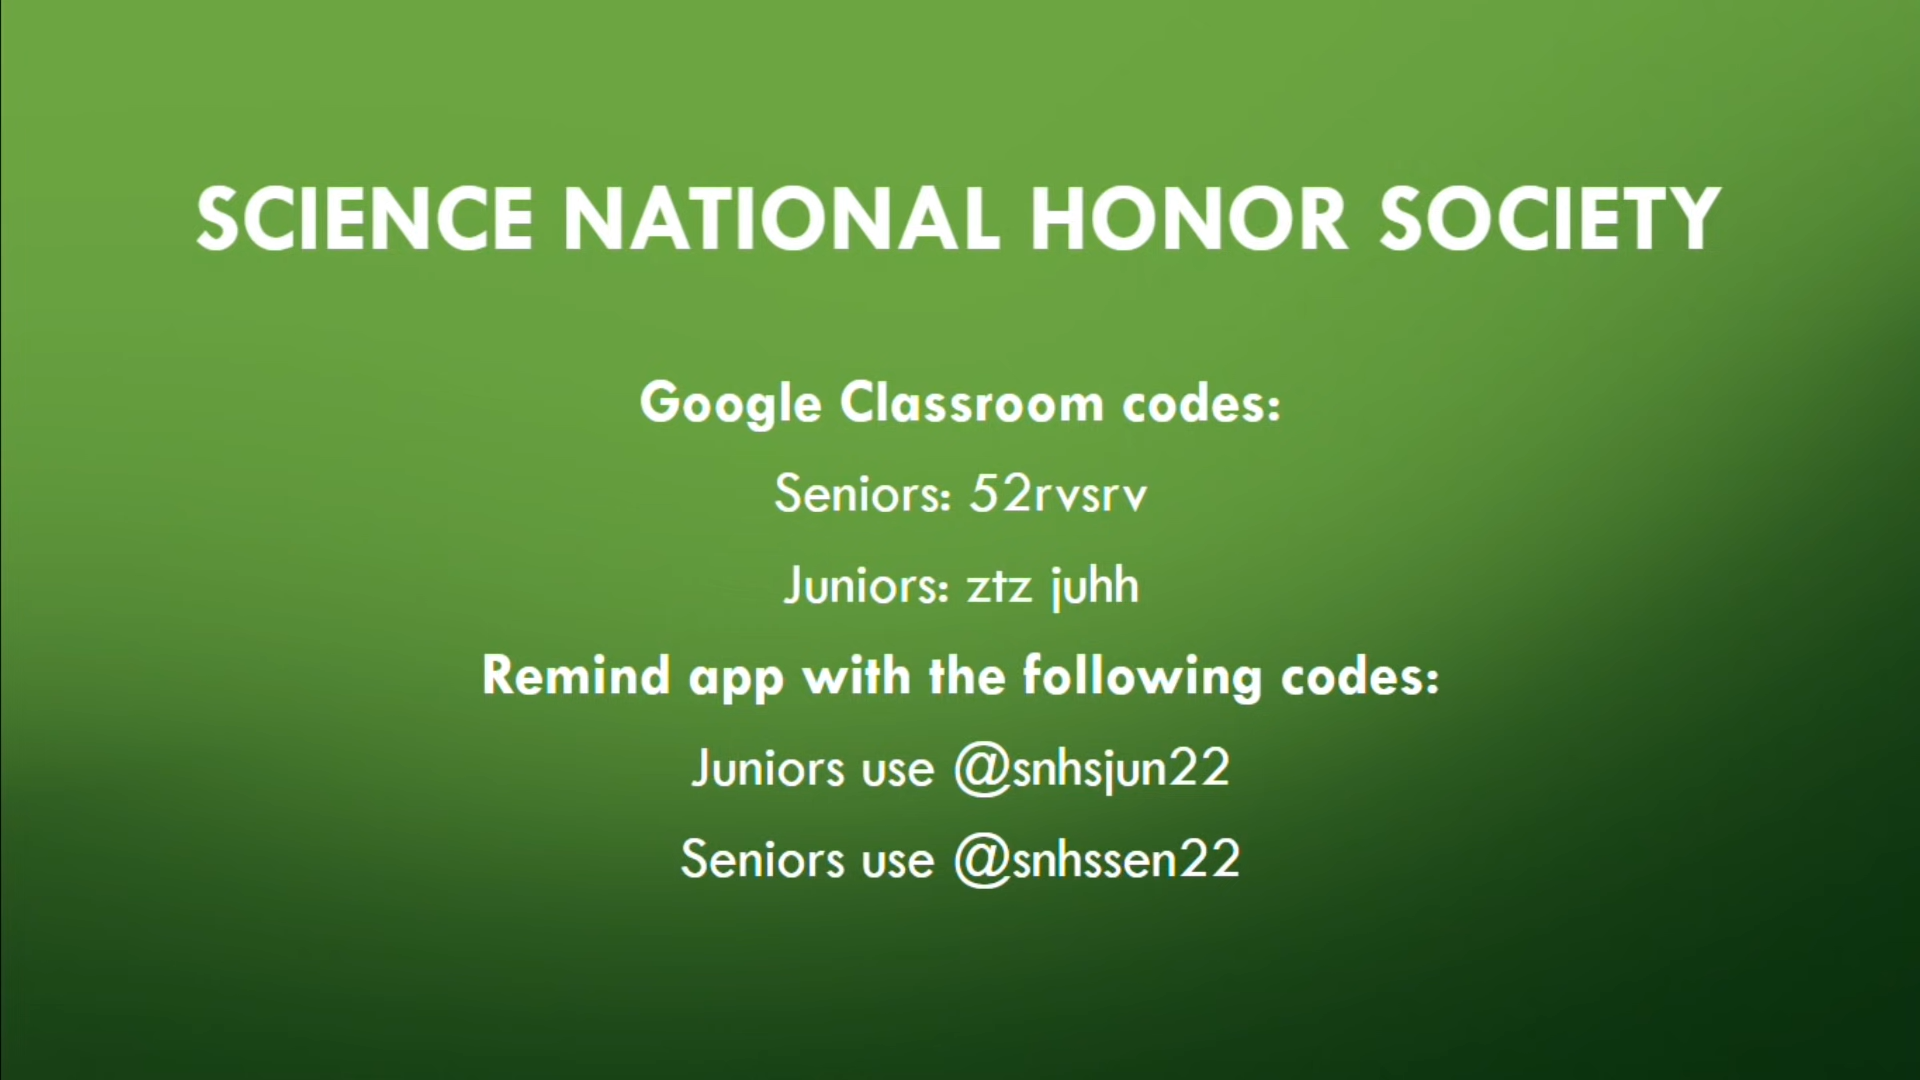 SCIENCE NATIONAL HONOR SOCIETY
Google Classroom codes:
Seniors: 52rvsrv
Juniors: ztz juhh
Remind app with the following codes:
Juniors use @snhsjun22
Seniors use @snhssen22